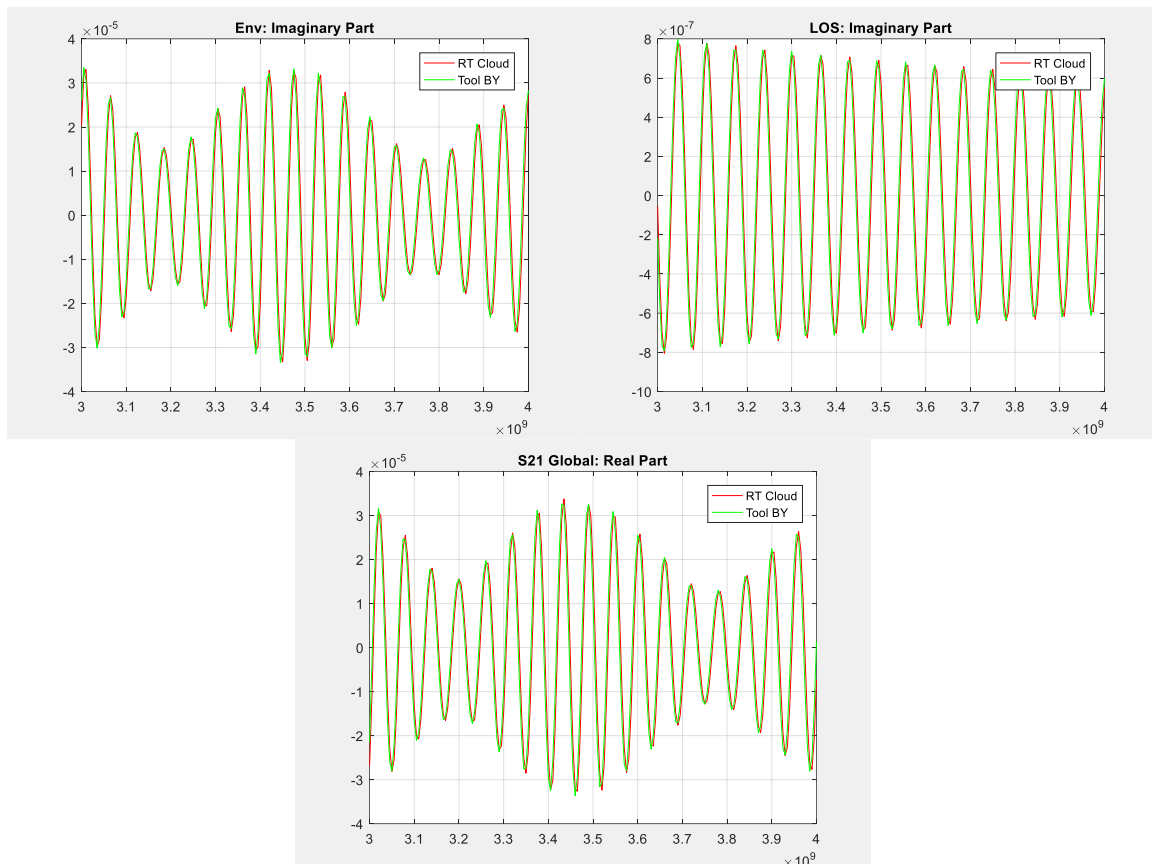 Env: Imaginary Part
×10⁻⁵
4
3
2
1
0
-1
-2
-3
-4
3 3.1 3.2 3.3 3.4 3.5 3.6 3.7 3.8 3.9 4
×10⁹
RT Cloud
Tool BY
LOS: Imaginary Part
×10⁻⁷
8
6
4
2
0
-2
-4
-6
-8
-10
3 3.1 3.2 3.3 3.4 3.5 3.6 3.7 3.8 3.9 4
×10⁹
RT Cloud
Tool BY
S21 Global: Real Part
×10⁻⁵
4
3
2
1
0
-1
-2
-3
-4
3 3.1 3.2 3.3 3.4 3.5 3.6 3.7 3.8 3.9 4
×10⁹
RT Cloud
Tool BY